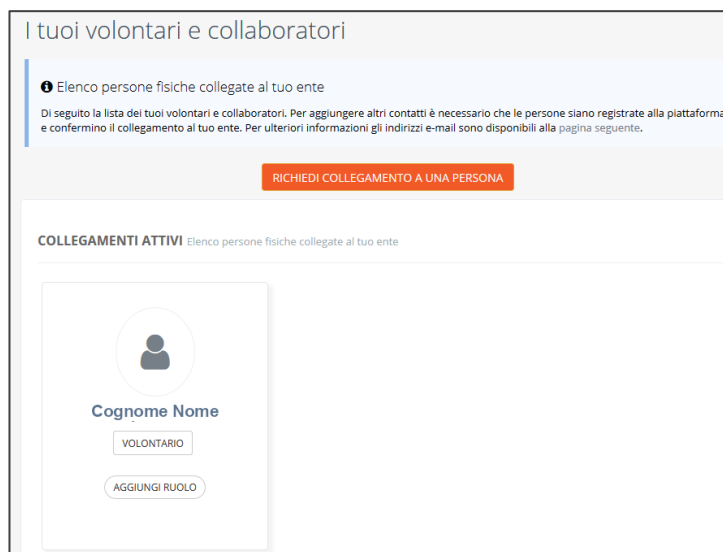 I tuoi volontari e collaboratori
Elenco persone fisiche collegate al tuo ente
Di seguito la lista dei tuoi volontari e collaboratori. Per aggiungere altri contatti è necessario che le persone siano registrate alla piattaforma
e confermino il collegamento al tuo ente. Per ulteriori informazioni gli indirizzi e-mail sono disponibili alla pagina seguente.
RICHIEDI COLLEGAMENTO A UNA PERSONA
COLLEGAMENTI ATTIVI Elenco persone fisiche collegate al tuo ente
Cognome Nome
VOLONTARIO
AGGIUNGI RUOLO